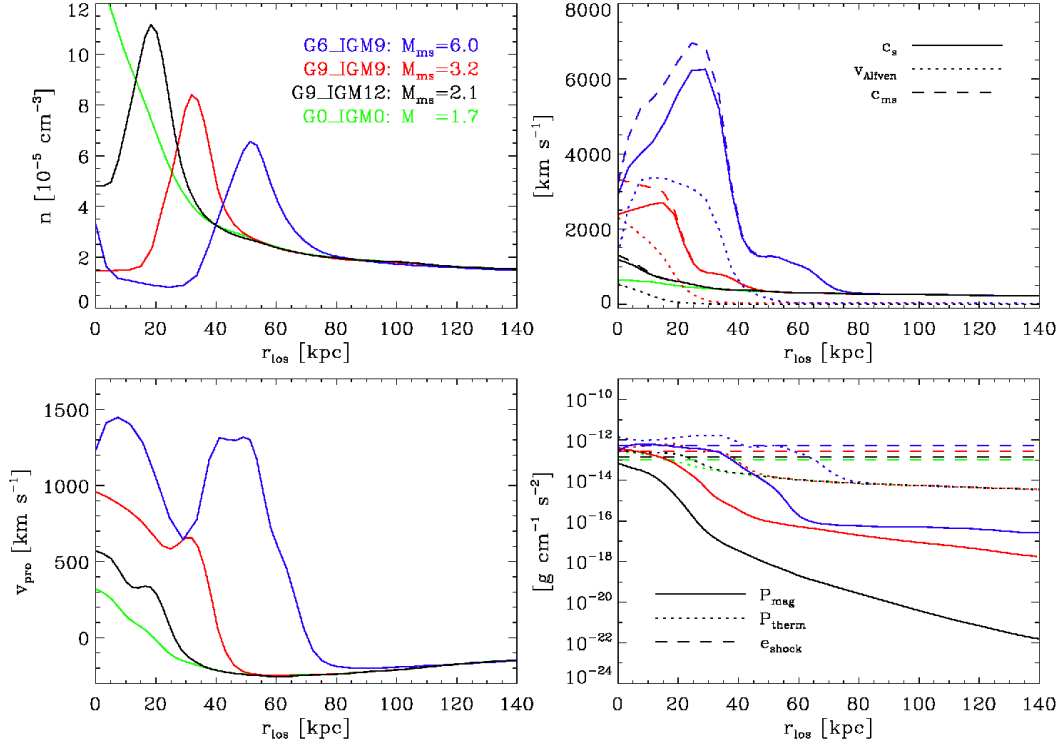 12
10
8
6
4
2
0
n [10⁻⁵ cm⁻³]
G6_IGM9: M_ms=6.0
G9_IGM9: M_ms=3.2
G9_IGM12: M_ms=2.1
G0_IGM0: M =1.7
0 20 40 60 80 100 120 140
r_los [kpc]
8000
6000
4000
2000
0
[km s⁻¹]
c_s
v_Alfven
c_ms
0 20 40 60 80 100 120 140
r_los [kpc]
1500
1000
500
0
v_pro [km s⁻¹]
0 20 40 60 80 100 120 140
r_los [kpc]
10⁻¹⁰
10⁻¹²
10⁻¹⁴
10⁻¹⁶
10⁻¹⁸
10⁻²⁰
10⁻²²
10⁻²⁴
[g cm⁻¹ s⁻²]
P_mag
P_therm
e_shock
0 20 40 60 80 100 120 140
r_los [kpc]